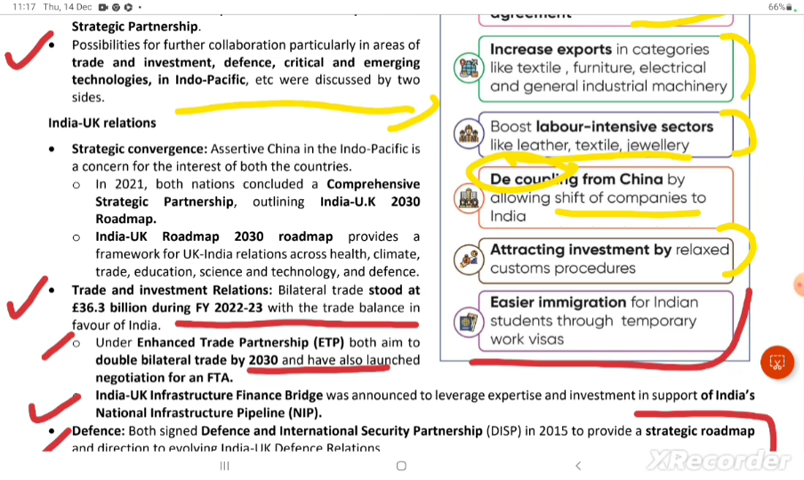 11:17 Thu, 14 Dec
66%
Strategic Partnership.
• Possibilities for further collaboration particularly in areas of
trade and investment, defence, critical and emerging
technologies, in Indo-Pacific, etc were discussed by two
sides.
India-UK relations
• Strategic convergence: Assertive China in the Indo-Pacific is
a concern for the interest of both the countries.
o In 2021, both nations concluded a Comprehensive
Strategic Partnership, outlining India-U.K 2030
Roadmap.
o India-UK Roadmap 2030 roadmap provides a
framework for UK-India relations across health, climate,
trade, education, science and technology, and defence.
• Trade and investment Relations: Bilateral trade stood at
£36.3 billion during FY 2022-23 with the trade balance in
favour of India.
o Under Enhanced Trade Partnership (ETP) both aim to
double bilateral trade by 2030 and have also launched
negotiation for an FTA.
India-UK Infrastructure Finance Bridge was announced to leverage expertise and investment in support of India's
National Infrastructure Pipeline (NIP).
• Defence: Both signed Defence and International Security Partnership (DISP) in 2015 to provide a strategic roadmap
and direction to evolving India-UK Defence Relations
agreement
Increase exports in categories
like textile , furniture, electrical
and general industrial machinery
Boost labour-intensive sectors
like leather, textile, jewellery
De coupling from China by
allowing shift of companies to
India
Attracting investment by relaxed
customs procedures
Easier immigration for Indian
students through temporary
work visas
XRecorder